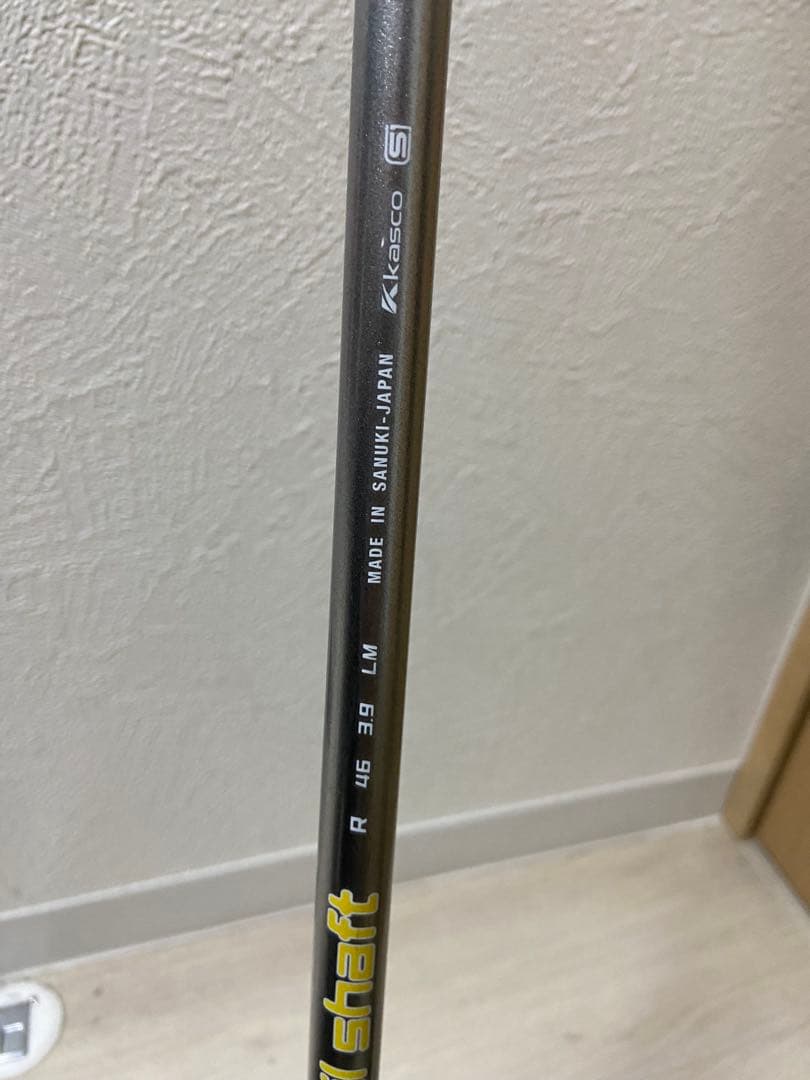 shaft
R 46 3.9 LM
MADE IN SANUKI-JAPAN
Kasco S